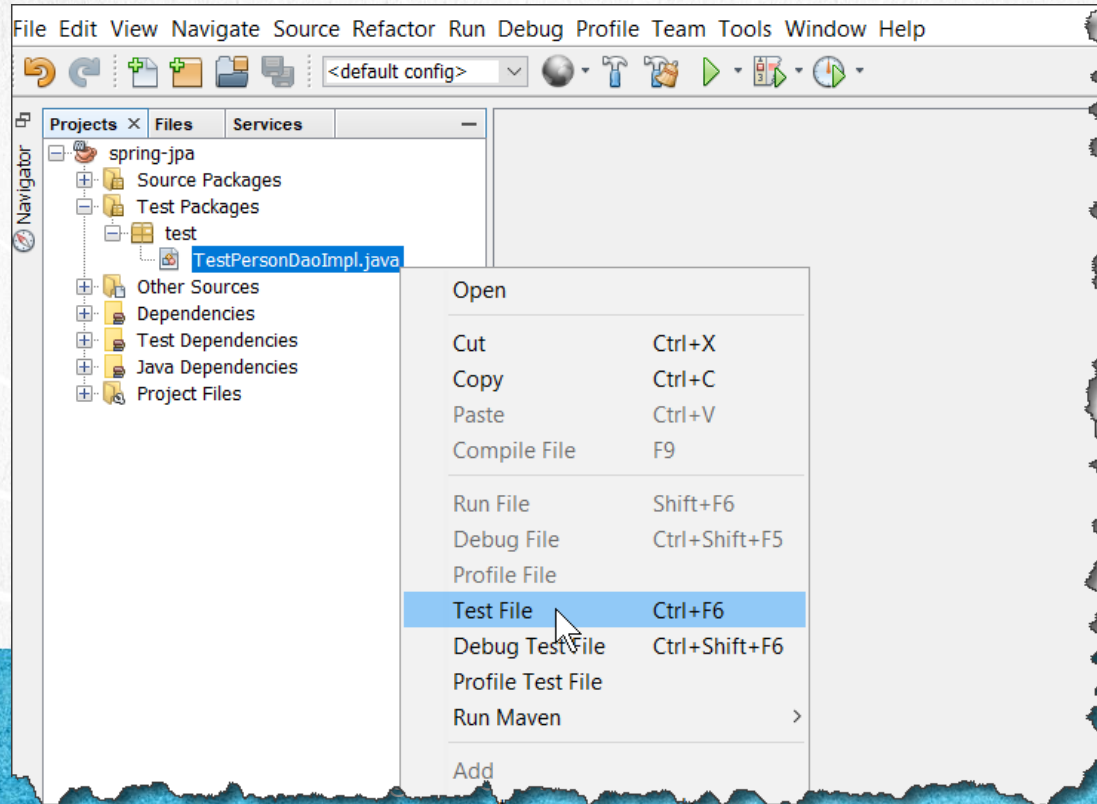 File Edit View Navigate Source Refactor Run Debug Profile Team Tools Window Help
<default config>
Projects Files Services
Navigator
spring-jpa
Source Packages
Test Packages
test
TestPersonDaoImpl.java
Other Sources
Dependencies
Test Dependencies
Java Dependencies
Project Files
Open
Cut Ctrl+X
Copy Ctrl+C
Paste Ctrl+V
Compile File F9
Run File Shift+F6
Debug File Ctrl+Shift+F5
Profile File
Test File Ctrl+F6
Debug Test File Ctrl+Shift+F6
Profile Test File
Run Maven
Add